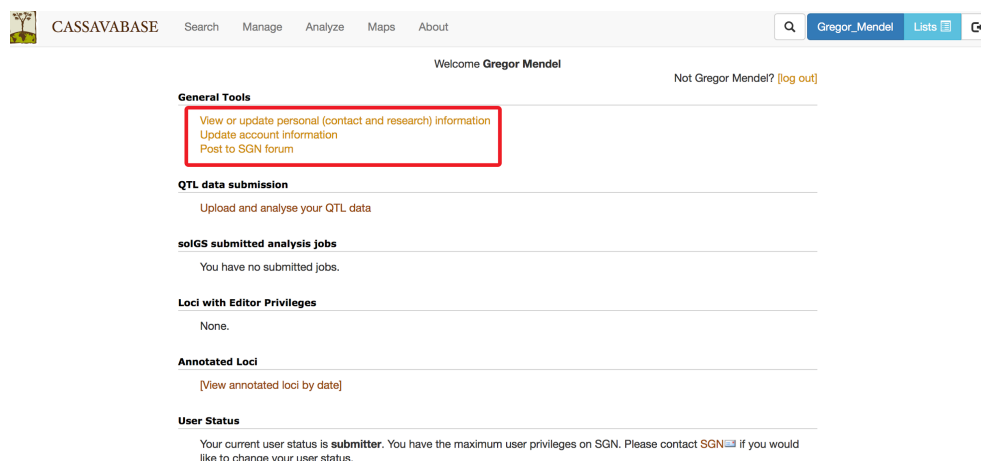 CASSAVABASE Search Manage Analyze Maps About Gregor_Mendel Lists
Welcome Gregor Mendel
Not Gregor Mendel? [log out]
General Tools
View or update personal (contact and research) information
Update account information
Post to SGN forum
QTL data submission
Upload and analyse your QTL data
solGS submitted analysis jobs
You have no submitted jobs.
Loci with Editor Privileges
None.
Annotated Loci
[View annotated loci by date]
User Status
Your current user status is submitter. You have the maximum user privileges on SGN. Please contact SGN if you would
like to change your user status.